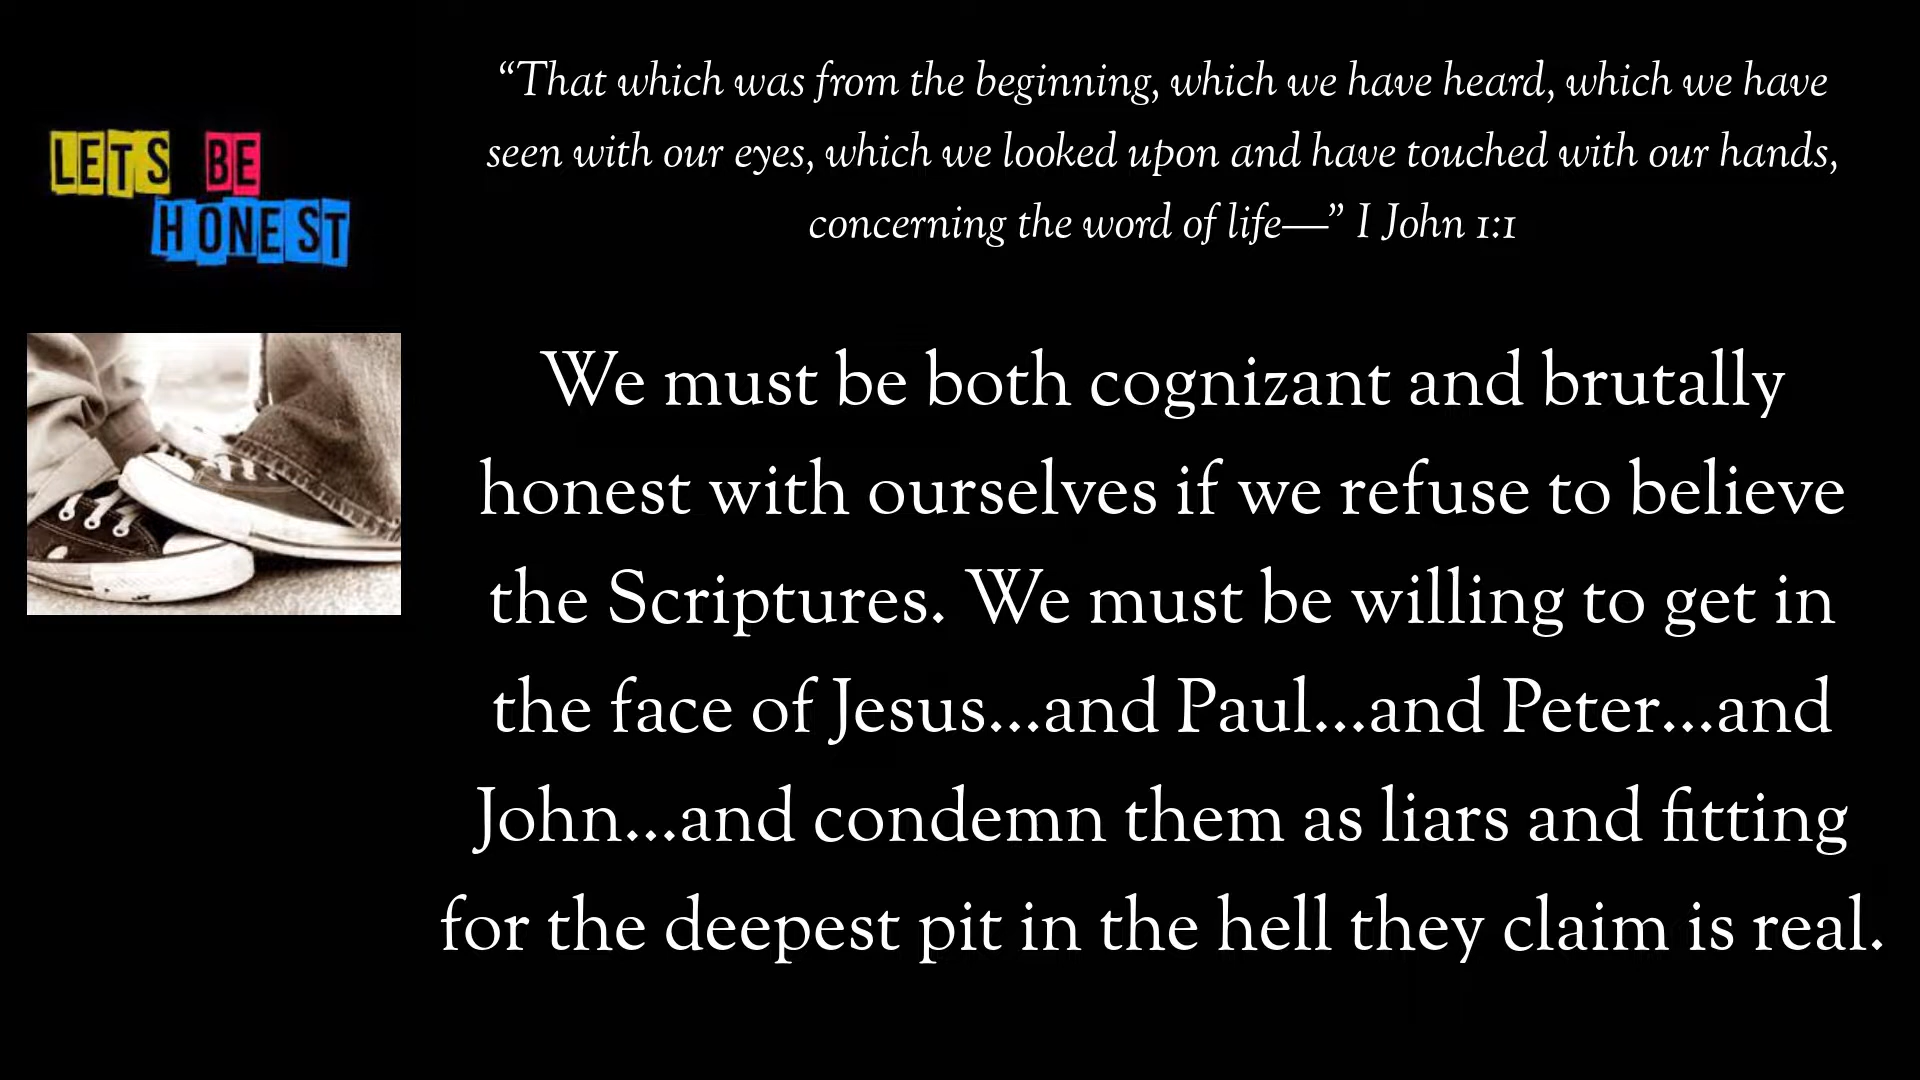 LETS BE
HONEST
“That which was from the beginning, which we have heard, which we have
seen with our eyes, which we looked upon and have touched with our hands,
concerning the word of life—” I John 1:1
We must be both cognizant and brutally
honest with ourselves if we refuse to believe
the Scriptures. We must be willing to get in
the face of Jesus...and Paul...and Peter...and
John...and condemn them as liars and fitting
for the deepest pit in the hell they claim is real.